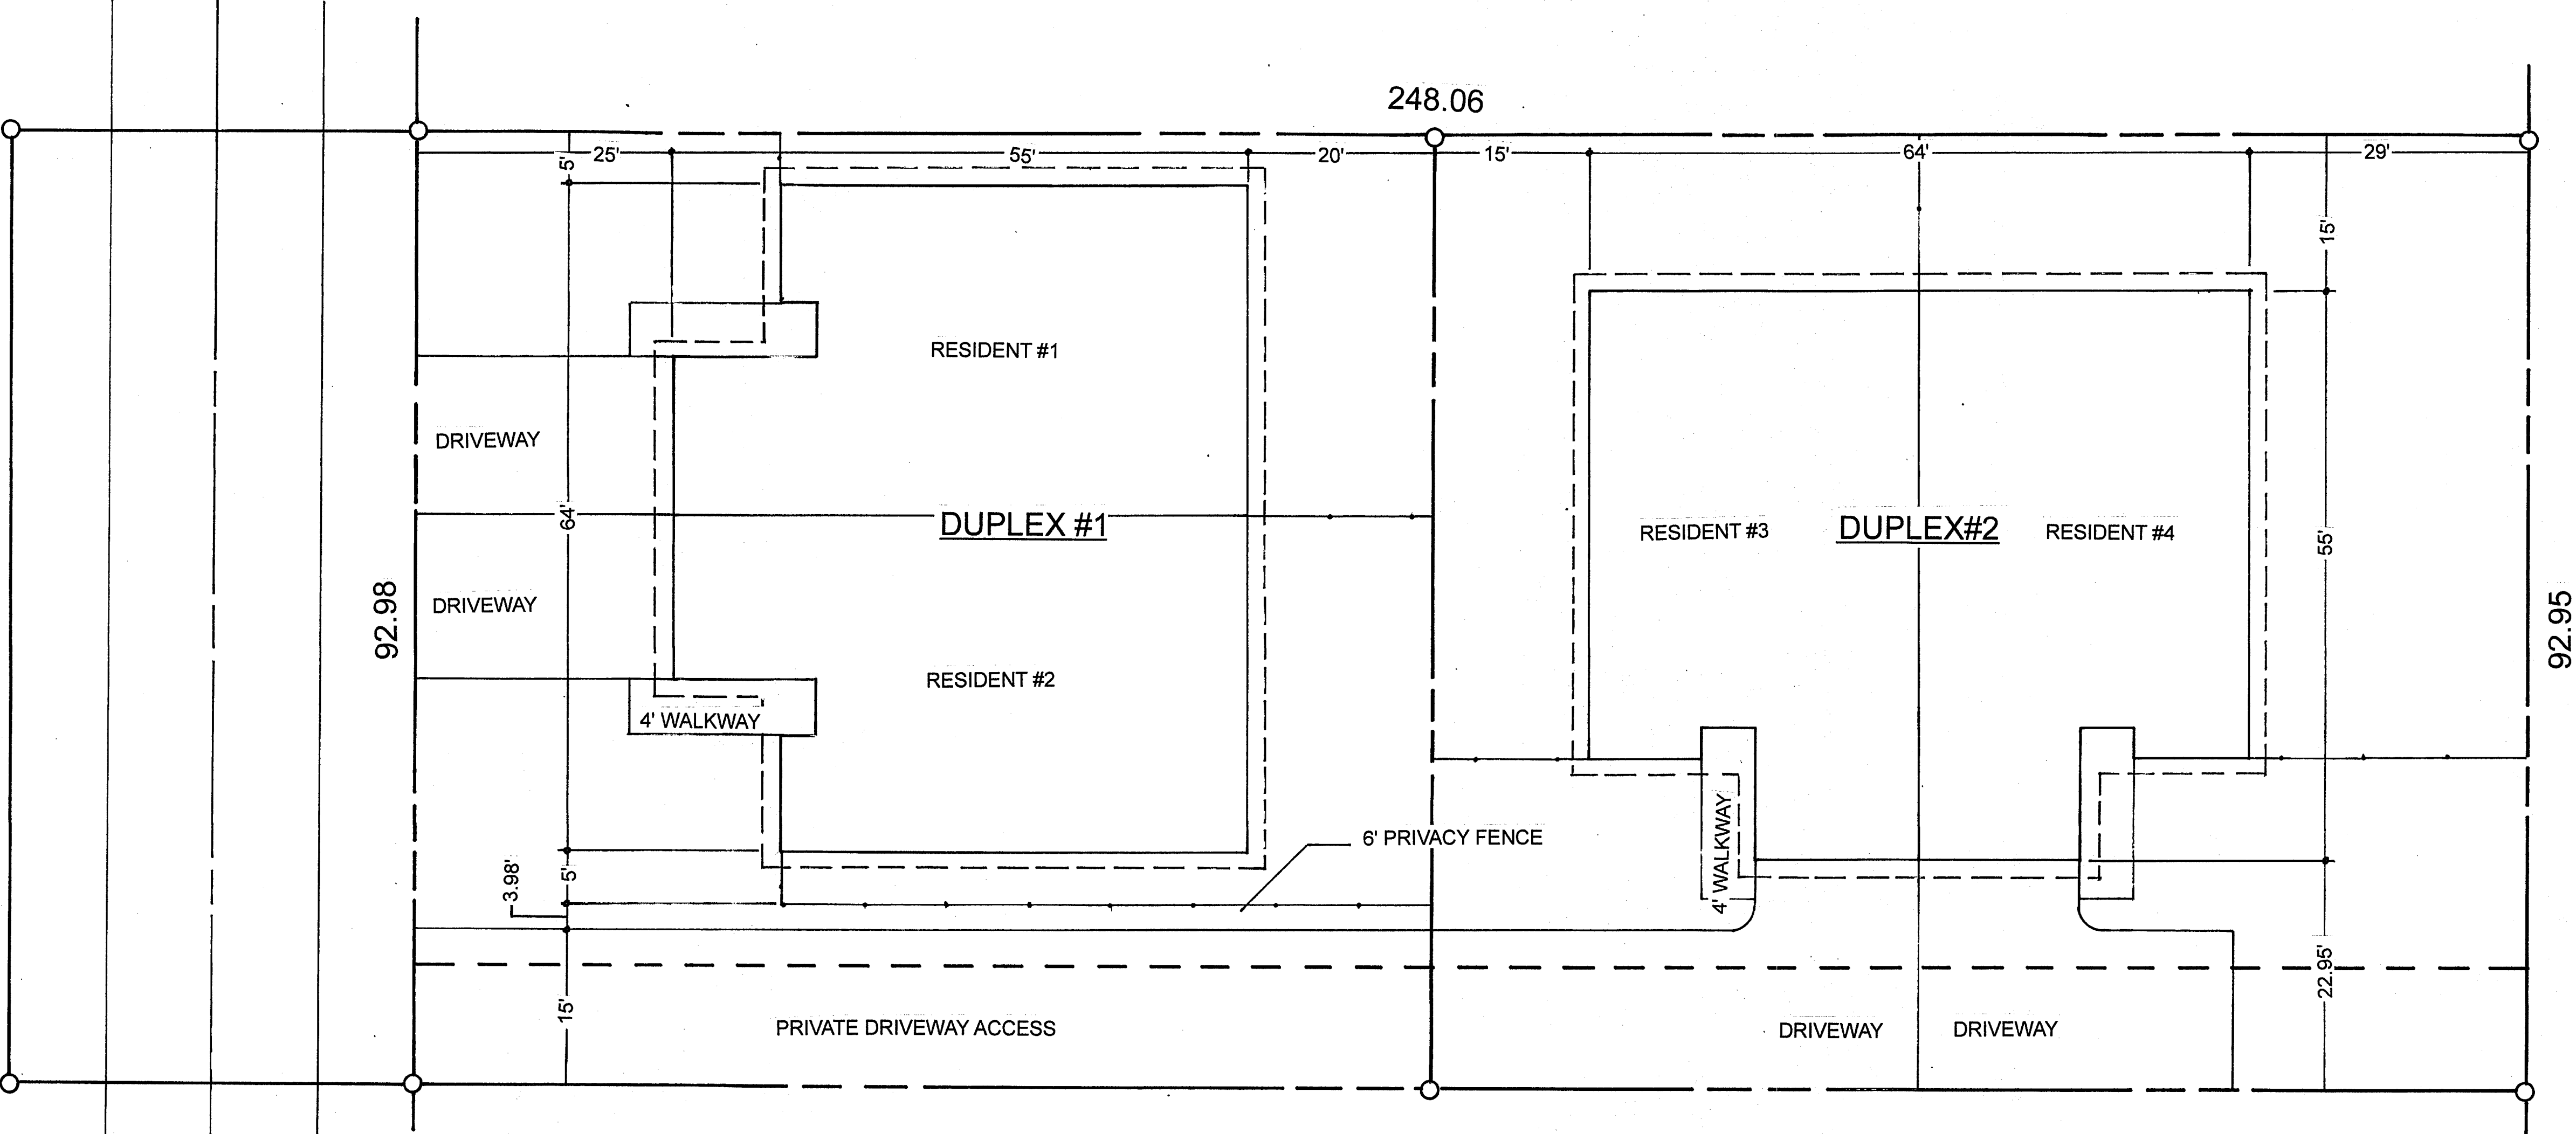 248.06
5'
25'
55'
20'
15'
64'
29'
15'
RESIDENT #1
DRIVEWAY
64'
DUPLEX #1
RESIDENT #3
DUPLEX#2
RESIDENT #4
55'
92.98
DRIVEWAY
92.95
RESIDENT #2
4' WALKWAY
6' PRIVACY FENCE
4' WALKWAY
3.98'
5'
22.95'
15'
PRIVATE DRIVEWAY ACCESS
DRIVEWAY
DRIVEWAY